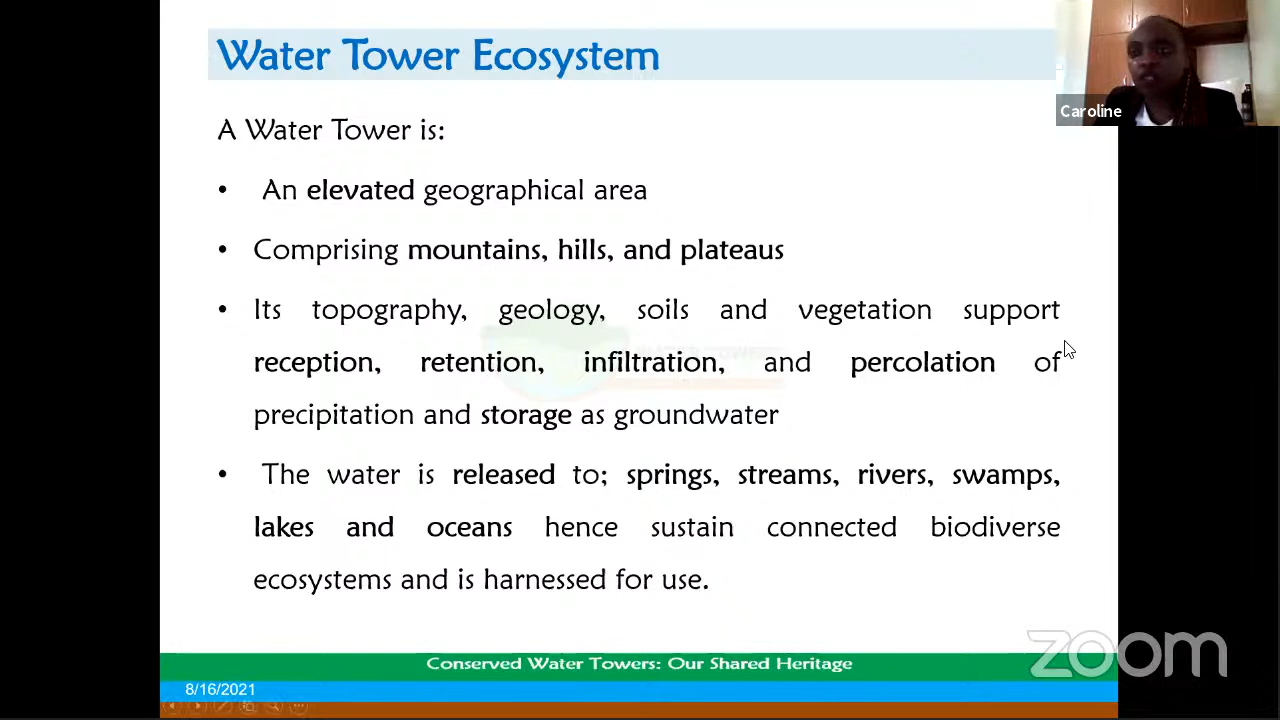 Water Tower Ecosystem
Caroline
A Water Tower is:
• An elevated geographical area
• Comprising mountains, hills, and plateaus
• Its topography, geology, soils and vegetation support
reception, retention, infiltration, and percolation of
precipitation and storage as groundwater
• The water is released to; springs, streams, rivers, swamps,
lakes and oceans hence sustain connected biodiverse
ecosystems and is harnessed for use.
zoom
Conserved Water Towers: Our Shared Heritage
8/16/2021